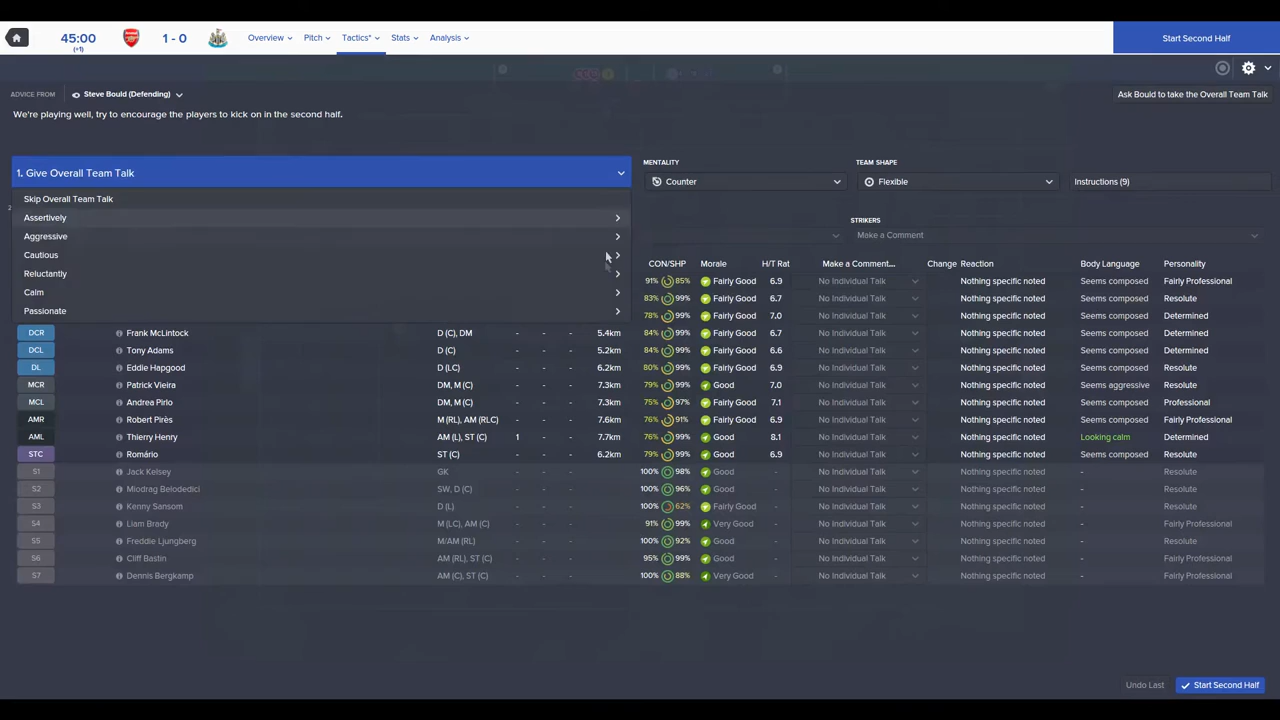 45:00
(+1)
1 - 0
Overview
Pitch
Tactics*
Stats
Analysis
Start Second Half
ADVICE FROM
Steve Bould (Defending)
Ask Bould to take the Overall Team Talk
We're playing well, try to encourage the players to kick on in the second half.
1. Give Overall Team Talk
MENTALITY
TEAM SHAPE
Counter
Flexible
Instructions (9)
Skip Overall Team Talk
Assertively
Aggressive
Cautious
Reluctantly
Calm
Passionate
STRIKERS
Make a Comment
CON/SHP Morale H/T Rat Make a Comment... Change Reaction Body Language Personality
91% 85% Fairly Good 6.9 No Individual Talk Nothing specific noted Seems composed Fairly Professional
83% 99% Fairly Good 6.7 No Individual Talk Nothing specific noted Seems composed Resolute
78% 99% Fairly Good 7.0 No Individual Talk Nothing specific noted Seems composed Determined
DCR Frank McLintock D (C), DM - - - 5.4km 84% 99% Fairly Good 6.7 No Individual Talk Nothing specific noted Seems composed Resolute
DCL Tony Adams D (C) - - - 5.2km 84% 99% Fairly Good 6.6 No Individual Talk Nothing specific noted Seems composed Determined
DL Eddie Hapgood D (LC) - - - 6.2km 80% 99% Fairly Good 6.9 No Individual Talk Nothing specific noted Seems composed Resolute
MCR Patrick Vieira DM, M (C) - - - 7.3km 79% 99% Good 7.0 No Individual Talk Nothing specific noted Seems aggressive Resolute
MCL Andrea Pirlo DM, M (C) - - - 7.3km 75% 97% Fairly Good 7.1 No Individual Talk Nothing specific noted Seems composed Professional
AMR Robert Pirès M (RL), AM (RLC) - - - 7.6km 76% 91% Fairly Good 6.9 No Individual Talk Nothing specific noted Seems composed Fairly Professional
AML Thierry Henry AM (L), ST (C) 1 - - 7.7km 76% 99% Good 8.1 No Individual Talk Nothing specific noted Looking calm Determined
STC Romário ST (C) - - - 6.2km 79% 99% Good 6.9 No Individual Talk Nothing specific noted Seems composed Resolute
S1 Jack Kelsey GK - - - 100% 98% Good No Individual Talk Nothing specific noted - Resolute
S2 Miodrag Belodedici SW, D (C) - - - 100% 96% Good No Individual Talk Nothing specific noted - Resolute
S3 Kenny Sansom D (L) - - - 100% 62% Fairly Good No Individual Talk Nothing specific noted - Resolute
S4 Liam Brady M (LC), AM (C) - - - 91% 99% Very Good No Individual Talk Nothing specific noted - Fairly Professional
S5 Freddie Ljungberg M/AM (RL) - - - 100% 92% Good No Individual Talk Nothing specific noted - Resolute
S6 Cliff Bastin AM (RL), ST (C) - - - 95% 99% Good No Individual Talk Nothing specific noted - Fairly Professional
S7 Dennis Bergkamp AM (C), ST (C) - - - 100% 88% Very Good No Individual Talk Nothing specific noted - Fairly Professional
Undo Last
Start Second Half